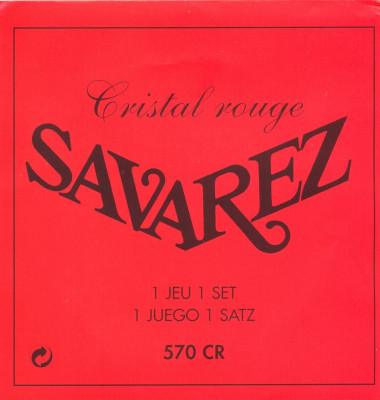 Cristal rouge
SAVAREZ
1 JEU 1 SET
1 JUEGO 1 SATZ
570 CR